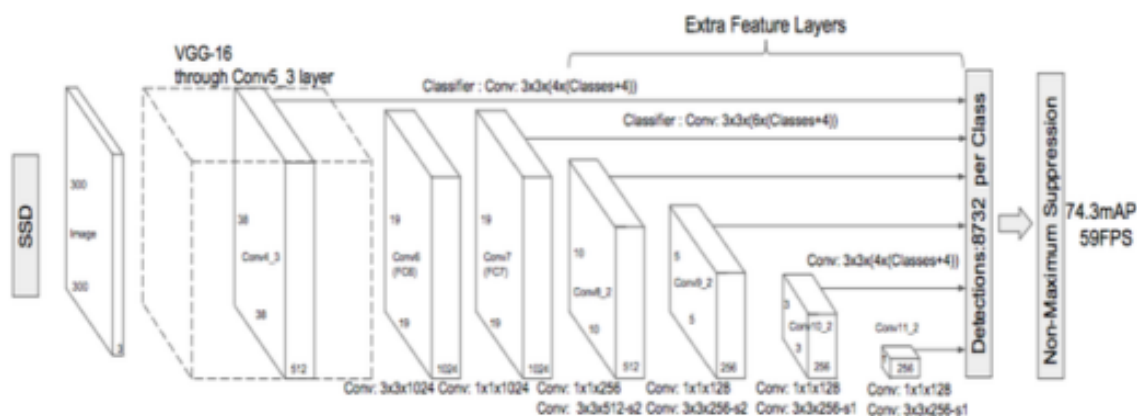 Extra Feature Layers
VGG-16
through Conv5_3 layer
Classifier : Conv: 3x3x(4x(Classes+4))
Classifier : Conv: 3x3x(6x(Classes+4))
SSD
300
Image
300
3
38
Conv4_3
38
512
19
Conv6
(FC6)
19
1024
19
Conv7
(FC7)
19
1024
10
Conv8_2
10
512
5
Conv9_2
5
256
Conv: 3x3x(4x(Classes+4))
3
Conv10_2
3
256
Conv11_2
256
Detections:8732 per Class
Non-Maximum Suppression
74.3mAP
59FPS
Conv: 3x3x1024
Conv: 1x1x1024
Conv: 1x1x256
Conv: 3x3x512-s2
Conv: 1x1x128
Conv: 3x3x256-s2
Conv: 1x1x128
Conv: 3x3x256-s1
Conv: 1x1x128
Conv: 3x3x256-s1